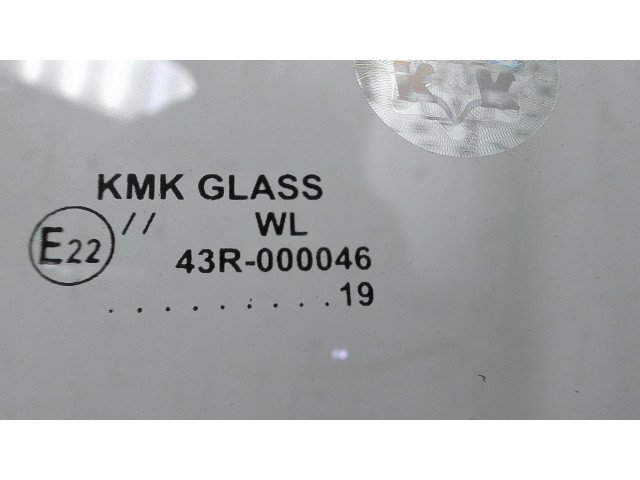 KMK GLASS
E22 // WL
43R-000046
. . . . . . . . . 19